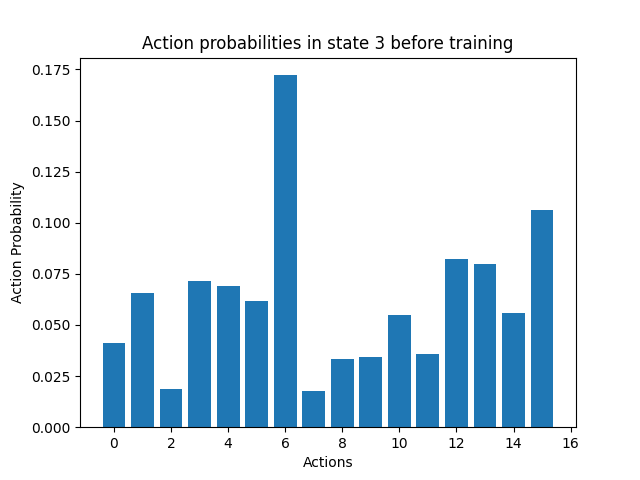 Action probabilities in state 3 before training
0.175
0.150
0.125
0.100
0.075
0.050
0.025
0.000
Action Probability
0 2 4 6 8 10 12 14 16
Actions